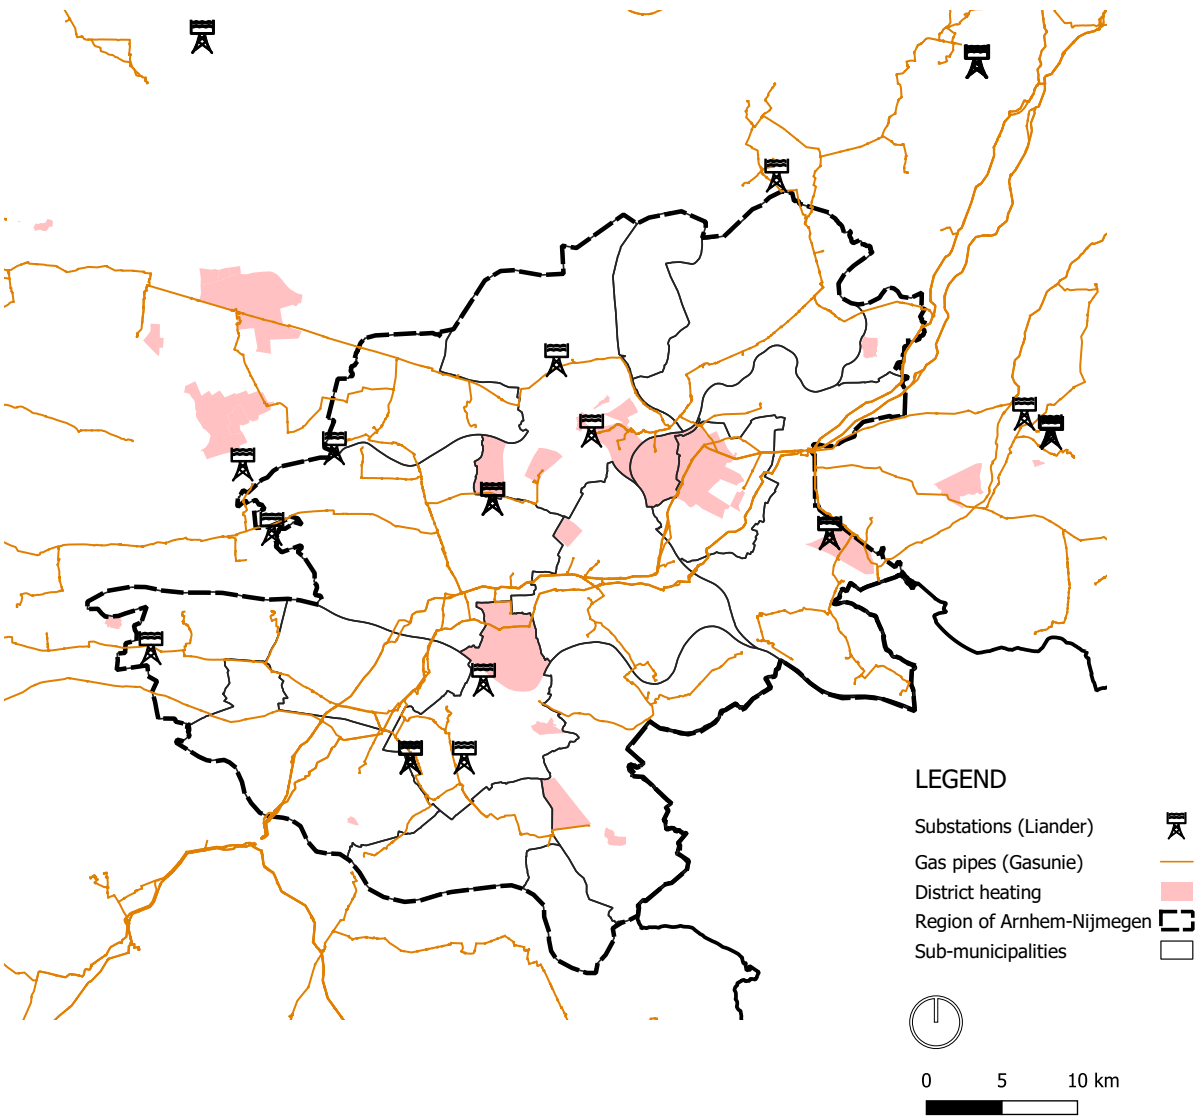 LEGEND
Substations (Liander)
Gas pipes (Gasunie)
District heating
Region of Arnhem-Nijmegen
Sub-municipalities
0 5 10 km